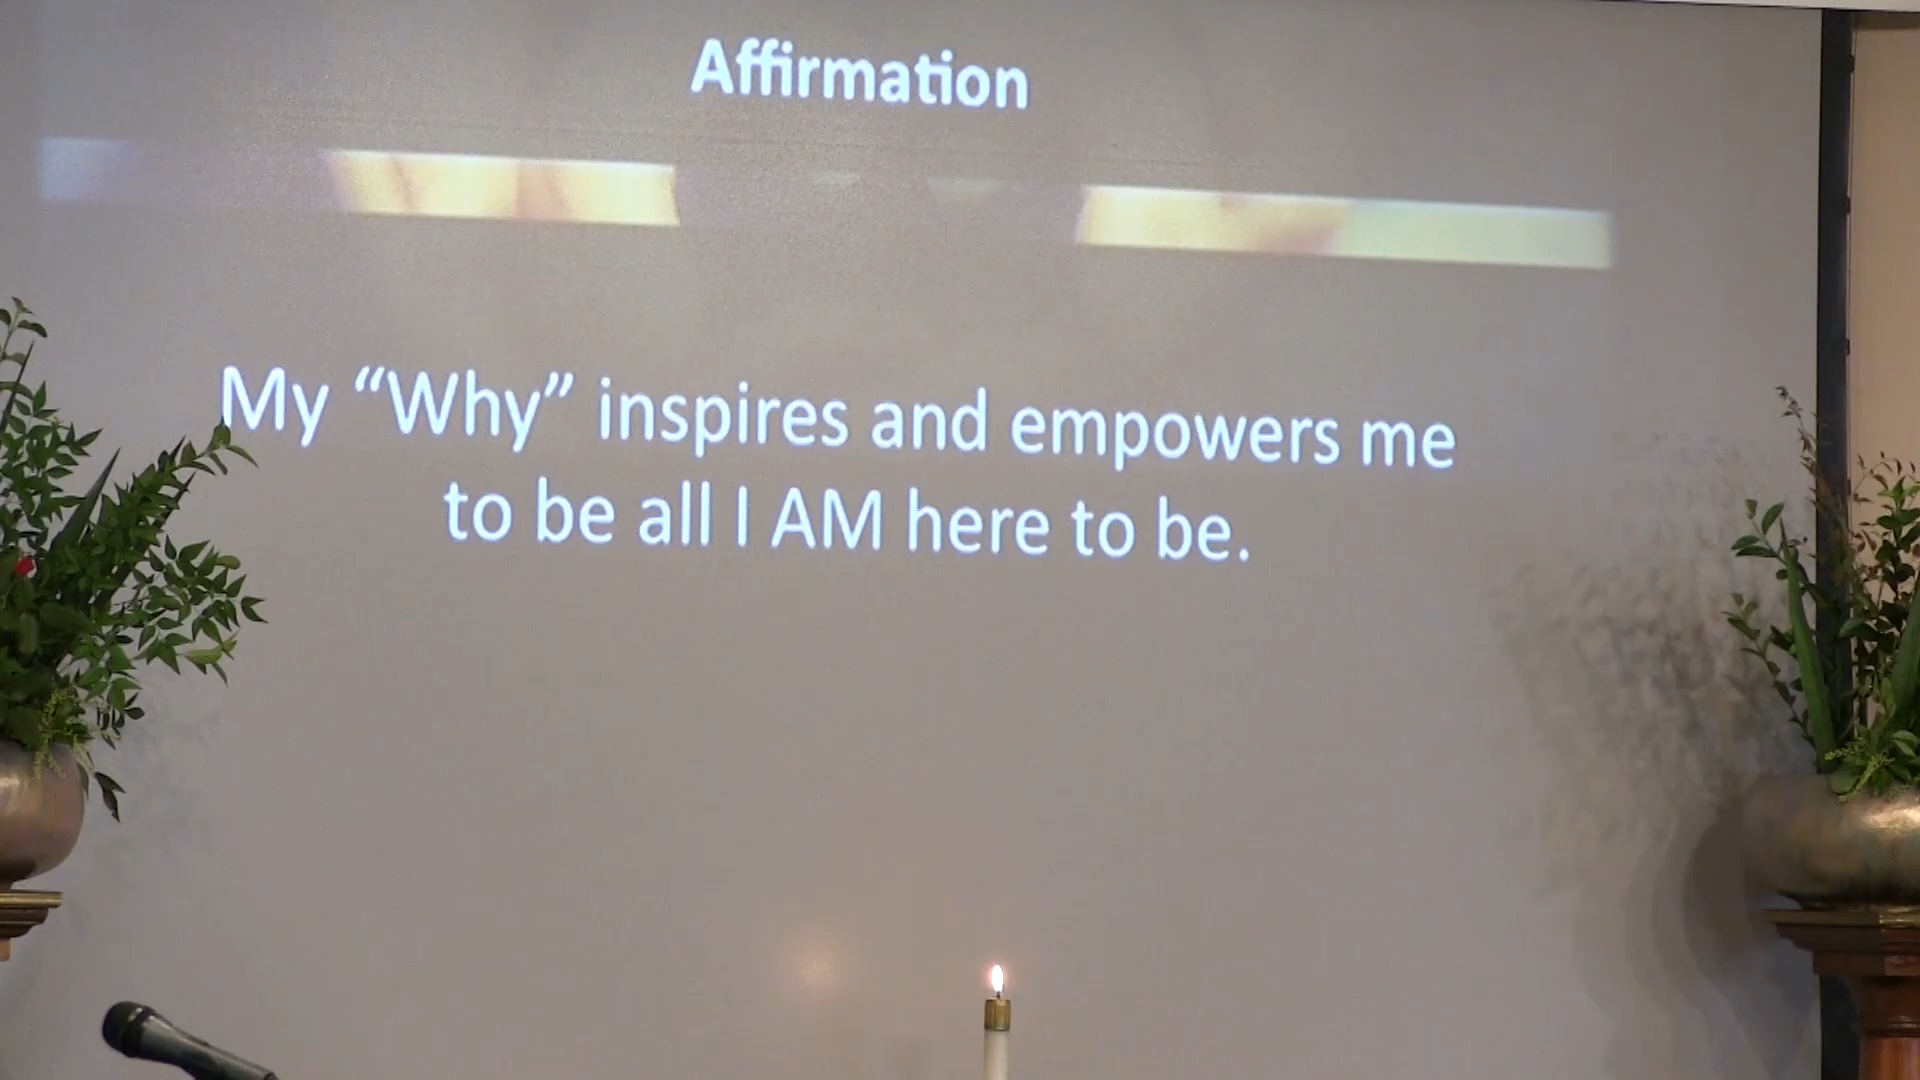 Affirmation
My “Why” inspires and empowers me
to be all I AM here to be.